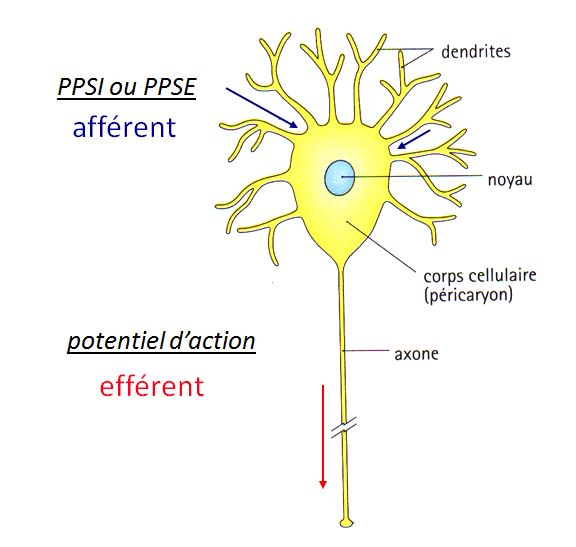 dendrites
PPSI ou PPSE
afférent
noyau
corps cellulaire
(péricaryon)
potentiel d’action
axone
efférent